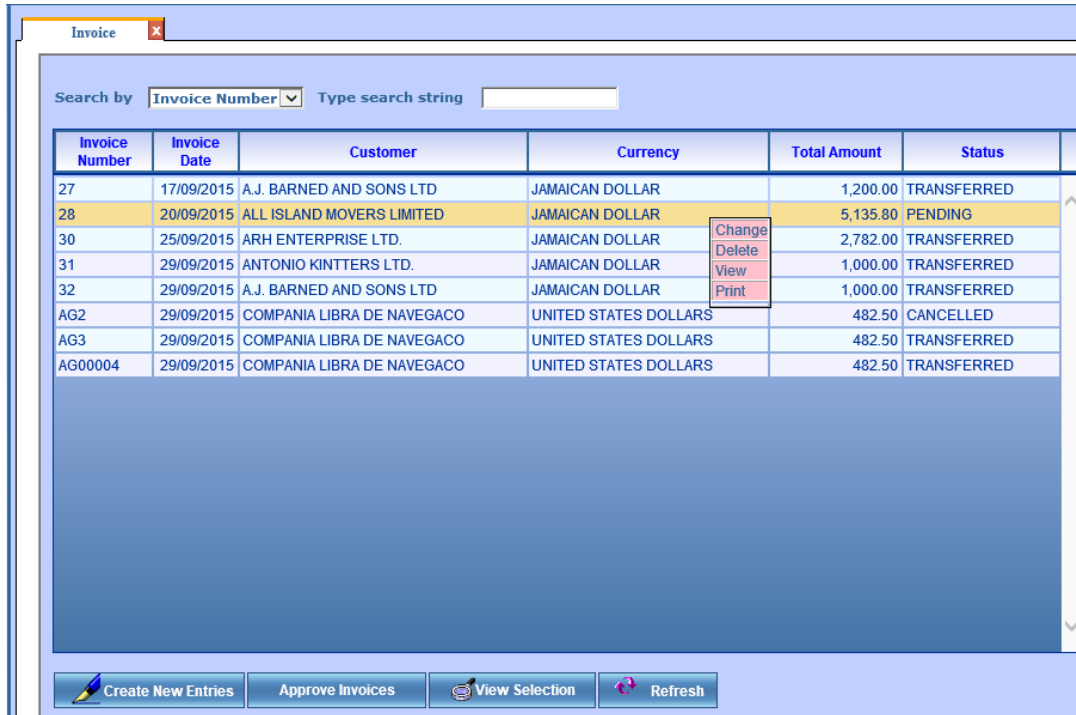 Invoice x
Search by Invoice Number Type search string
Invoice Number Invoice Date Customer Currency Total Amount Status
27 17/09/2015 A.J. BARNED AND SONS LTD JAMAICAN DOLLAR 1,200.00 TRANSFERRED
28 20/09/2015 ALL ISLAND MOVERS LIMITED JAMAICAN DOLLAR 5,135.80 PENDING
30 25/09/2015 ARH ENTERPRISE LTD. JAMAICAN DOLLAR 2,782.00 TRANSFERRED
31 29/09/2015 ANTONIO KINTTERS LTD. JAMAICAN DOLLAR 1,000.00 TRANSFERRED
32 29/09/2015 A.J. BARNED AND SONS LTD JAMAICAN DOLLAR 1,000.00 TRANSFERRED
AG2 29/09/2015 COMPANIA LIBRA DE NAVEGACO UNITED STATES DOLLARS 482.50 CANCELLED
AG3 29/09/2015 COMPANIA LIBRA DE NAVEGACO UNITED STATES DOLLARS 482.50 TRANSFERRED
AG00004 29/09/2015 COMPANIA LIBRA DE NAVEGACO UNITED STATES DOLLARS 482.50 TRANSFERRED
Change
Delete
View
Print
Create New Entries Approve Invoices View Selection Refresh